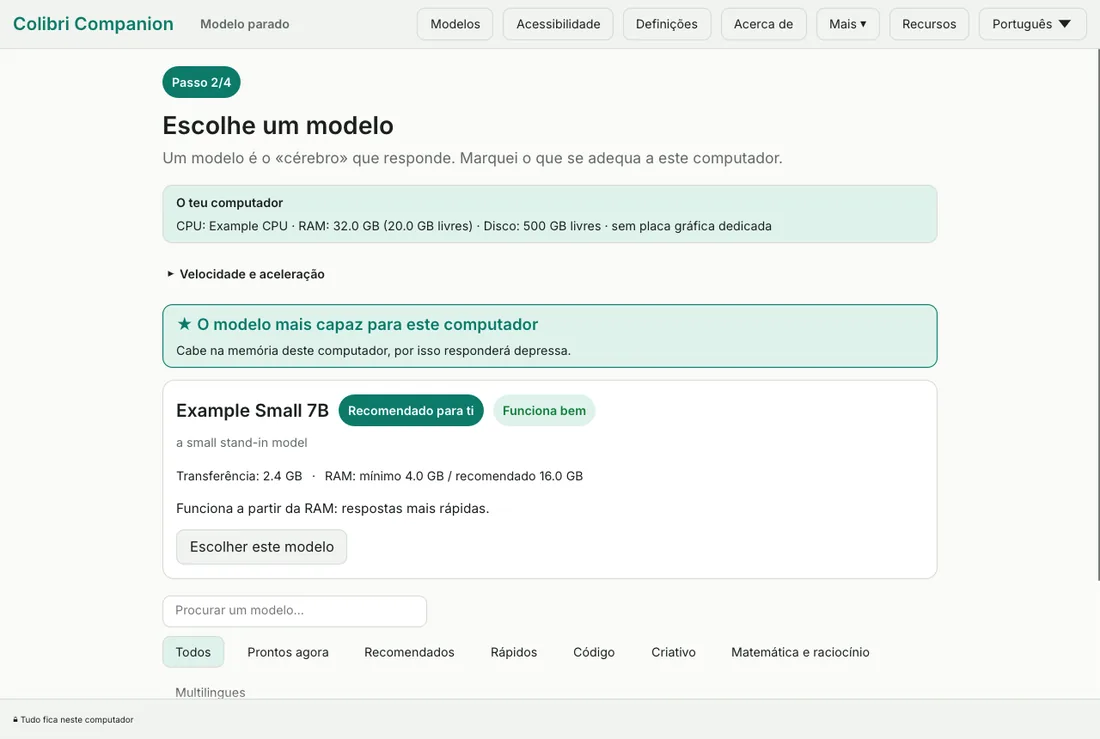 Colibri Companion
Modelo parado
Modelos
Acessibilidade
Definições
Acerca de
Mais ▾
Recursos
Português ▼
Passo 2/4
Escolhe um modelo
Um modelo é o «cérebro» que responde. Marquei o que se adequa a este computador.
O teu computador
CPU: Example CPU · RAM: 32.0 GB (20.0 GB livres) · Disco: 500 GB livres · sem placa gráfica dedicada
▸ Velocidade e aceleração
★ O modelo mais capaz para este computador
Cabe na memória deste computador, por isso responderá depressa.
Example Small 7B
Recomendado para ti
Funciona bem
a small stand-in model
Transferência: 2.4 GB · RAM: mínimo 4.0 GB / recomendado 16.0 GB
Funciona a partir da RAM: respostas mais rápidas.
Escolher este modelo
Procurar um modelo...
Todos
Prontos agora
Recomendados
Rápidos
Código
Criativo
Matemática e raciocínio
Multilingues
Tudo fica neste computador